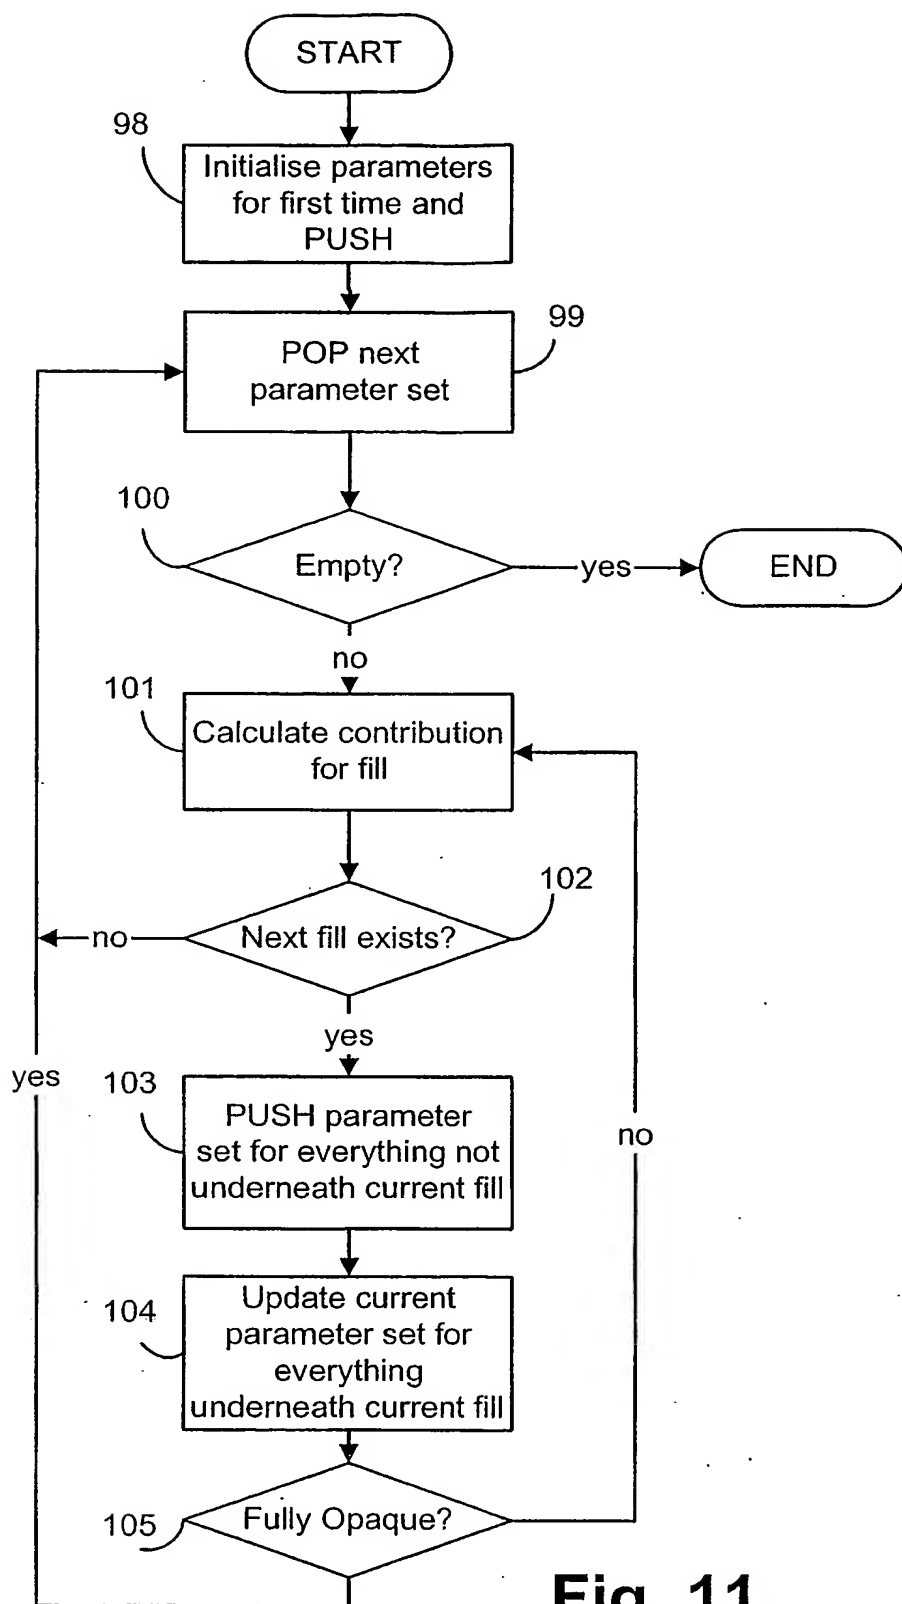 START
98
Initialise parameters
for first time and
PUSH
99
POP next
parameter set
100
Empty?
yes
END
no
101
Calculate contribution
for fill
102
Next fill exists?
no
yes
yes
103
PUSH parameter
set for everything not
underneath current fill
no
104
Update current
parameter set for
everything
underneath current fill
105
Fully Opaque?
Fig. 11